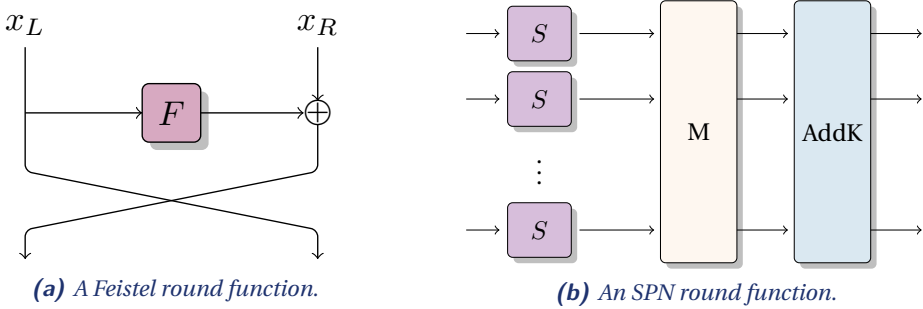 x_L x_R
F
(a) A Feistel round function.
S
S
⋮
S
M
AddK
(b) An SPN round function.